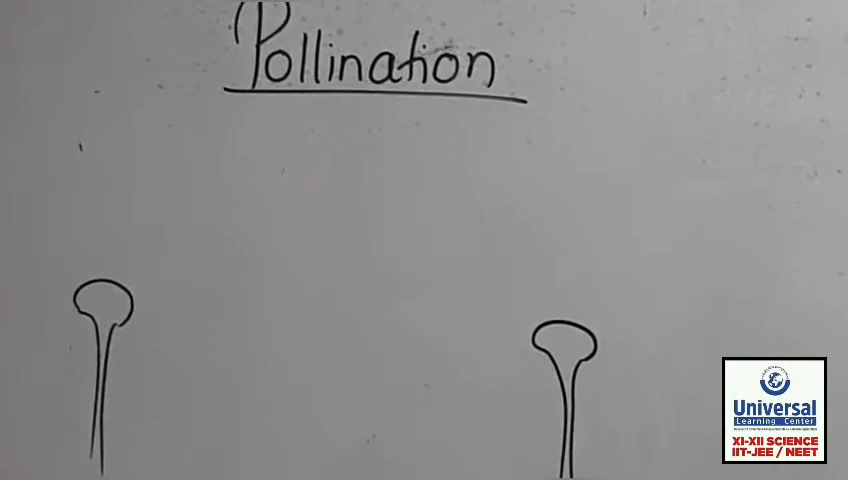 Pollination
Universal
Learning Center
XI-XII SCIENCE
IIT-JEE / NEET